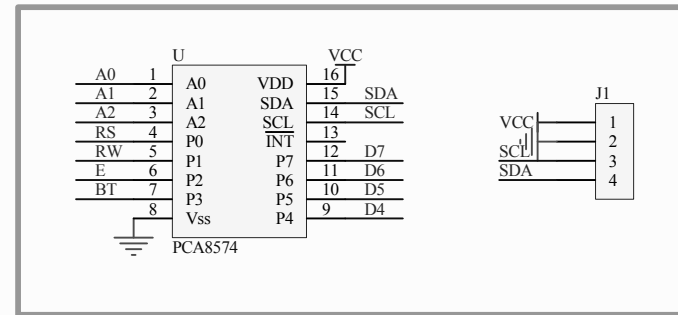 U
VCC
A0 1 A0 VDD 16
A1 2 A1 SDA 15 SDA
A2 3 A2 SCL 14 SCL
RS 4 P0 INT 13
RW 5 P1 P7 12 D7
E 6 P2 P6 11 D6
BT 7 P3 P5 10 D5
8 Vss P4 9 D4
PCA8574
J1
VCC 1
2
SCL 3
SDA 4